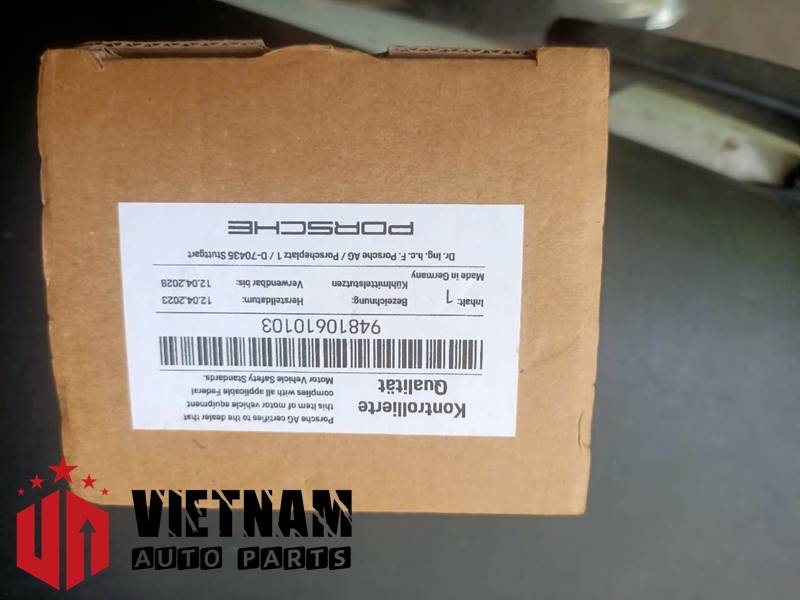 Kontrollierte
Qualität
Porsche AG certifies to the dealer that
this item of motor vehicle equipment
complies with all applicable Federal
Motor Vehicle Safety Standards.
94810610103
Inhalt: Bezeichnung: Herstelldatum: 12.04.2023
1 Kühlmittelstutzen Verwendbar bis: 12.04.2028
Made in Germany
Dr. Ing. h.c. F. Porsche AG / Porscheplatz 1 / D-70435 Stuttgart
PORSCHE
VIETNAM
AUTO PARTS